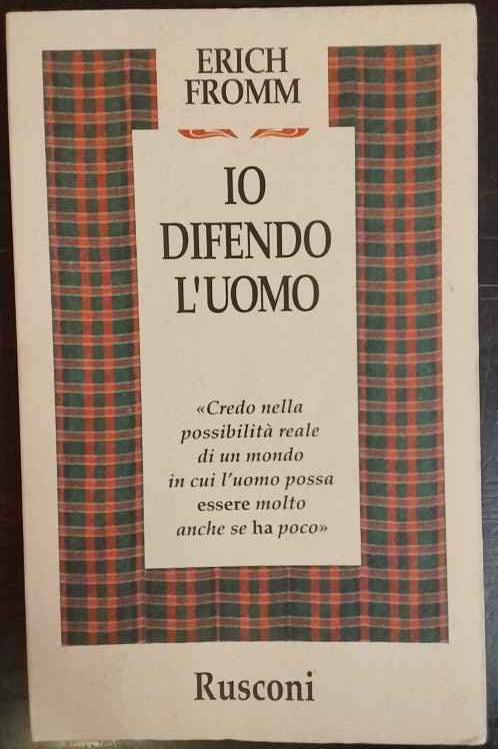 ERICH
FROMM
IO
DIFENDO
L'UOMO
«Credo nella
possibilità reale
di un mondo
in cui l'uomo possa
essere molto
anche se ha poco»
Rusconi